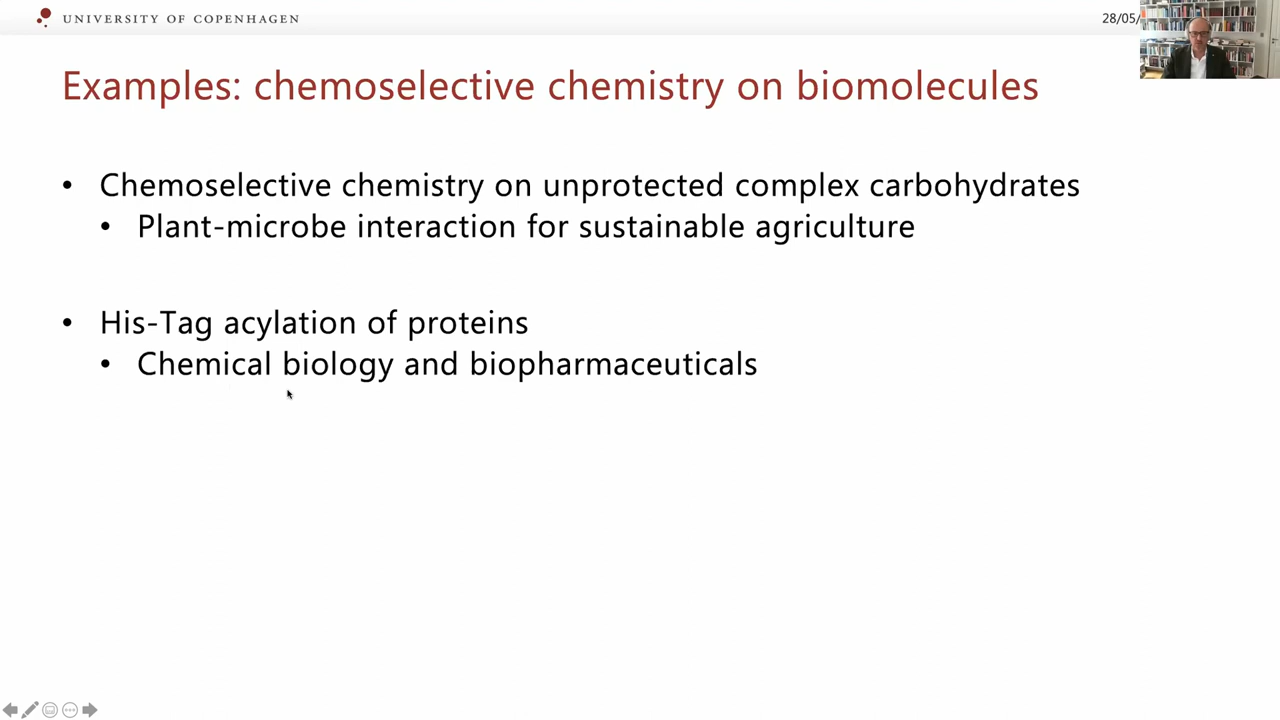 UNIVERSITY OF COPENHAGEN
28/05/
Examples: chemoselective chemistry on biomolecules
• Chemoselective chemistry on unprotected complex carbohydrates
• Plant-microbe interaction for sustainable agriculture
• His-Tag acylation of proteins
• Chemical biology and biopharmaceuticals